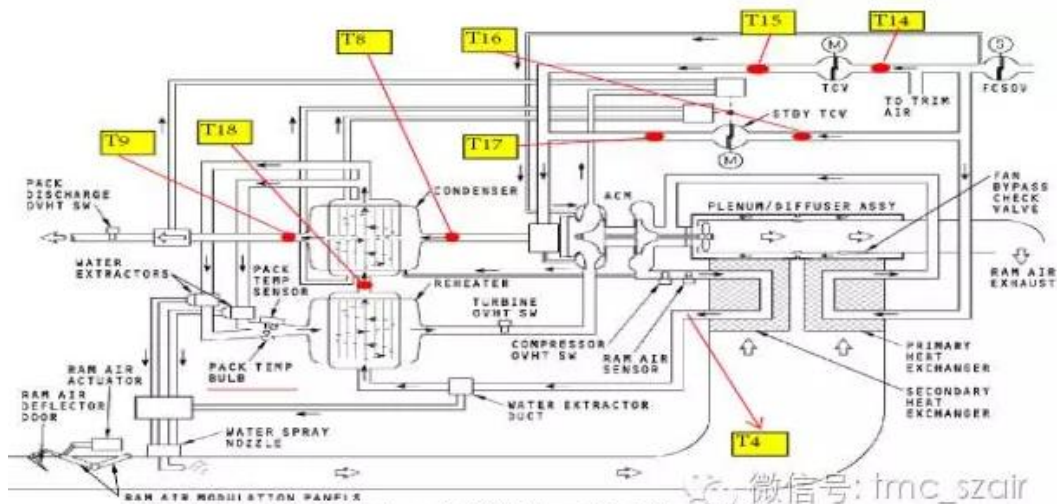 T15
T14
T8
T16
M
S
TCV
TO TRIM
AIR
FCSOV
T18
STBY TCV
T9
T17
M
PACK
DISCHARGE
OVHT SW
CONDENSER
ACM
PLENUM/DIFFUSER ASSY
FAN
BYPASS
CHECK
VALVE
WATER
EXTRACTORS
PACK
TEMP
SENSOR
REHEATER
TURBINE
OVHT SW
RAM AIR
EXHAUST
COMPRESSOR
OVHT SW
RAM AIR
SENSOR
PRIMARY
HEAT
EXCHANGER
PACK TEMP
BULB
RAM AIR
ACTUATOR
RAM AIR
DEFLECTOR
DOOR
WATER EXTRACTOR
DUCT
SECONDARY
HEAT
EXCHANGER
T4
WATER SPRAY
NOZZLE
RAM AIR MODULATION PANELS
微信号: tmc_szair